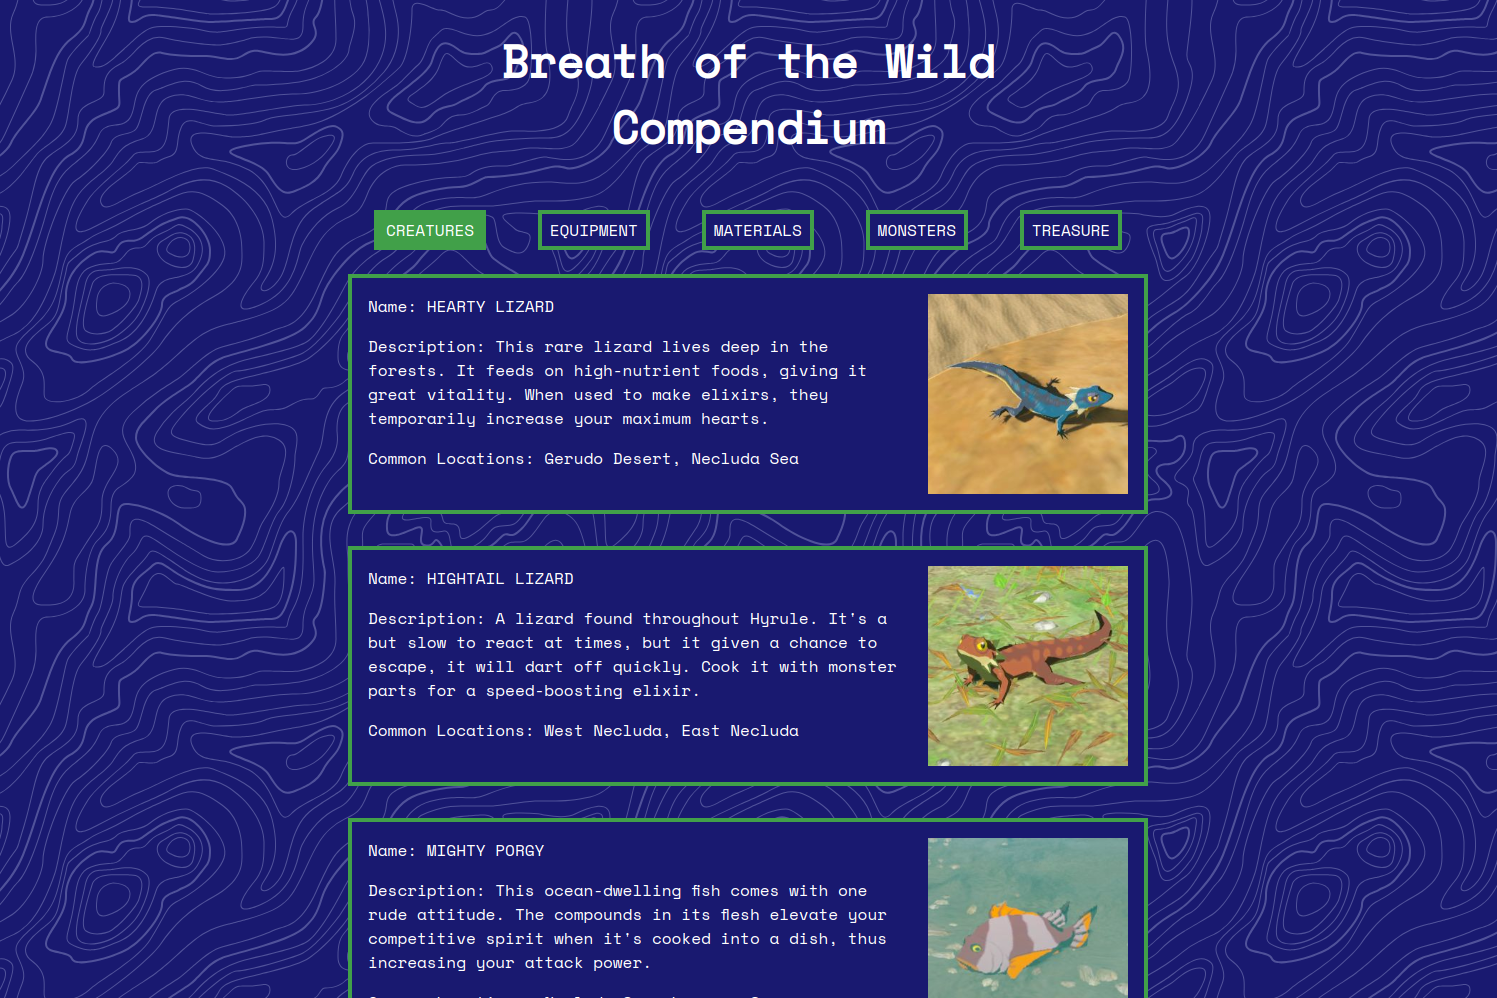 Breath of the Wild
Compendium
CREATURES EQUIPMENT MATERIALS MONSTERS TREASURE
Name: HEARTY LIZARD
Description: This rare lizard lives deep in the
forests. It feeds on high-nutrient foods, giving it
great vitality. When used to make elixirs, they
temporarily increase your maximum hearts.
Common Locations: Gerudo Desert, Necluda Sea
Name: HIGHTAIL LIZARD
Description: A lizard found throughout Hyrule. It's a
but slow to react at times, but it given a chance to
escape, it will dart off quickly. Cook it with monster
parts for a speed-boosting elixir.
Common Locations: West Necluda, East Necluda
Name: MIGHTY PORGY
Description: This ocean-dwelling fish comes with one
rude attitude. The compounds in its flesh elevate your
competitive spirit when it's cooked into a dish, thus
increasing your attack power.